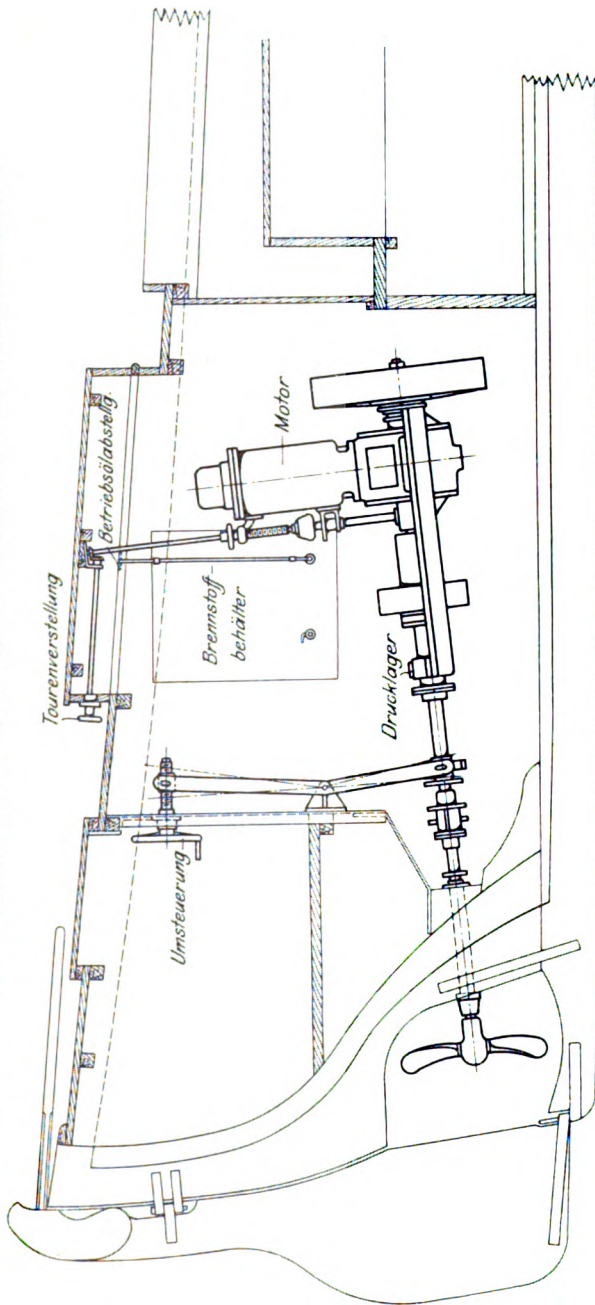 Tourenverstellung
Betriebsölabstellg.
Motor
Brennstoff
behälter
Drucklager
Umsteuerung